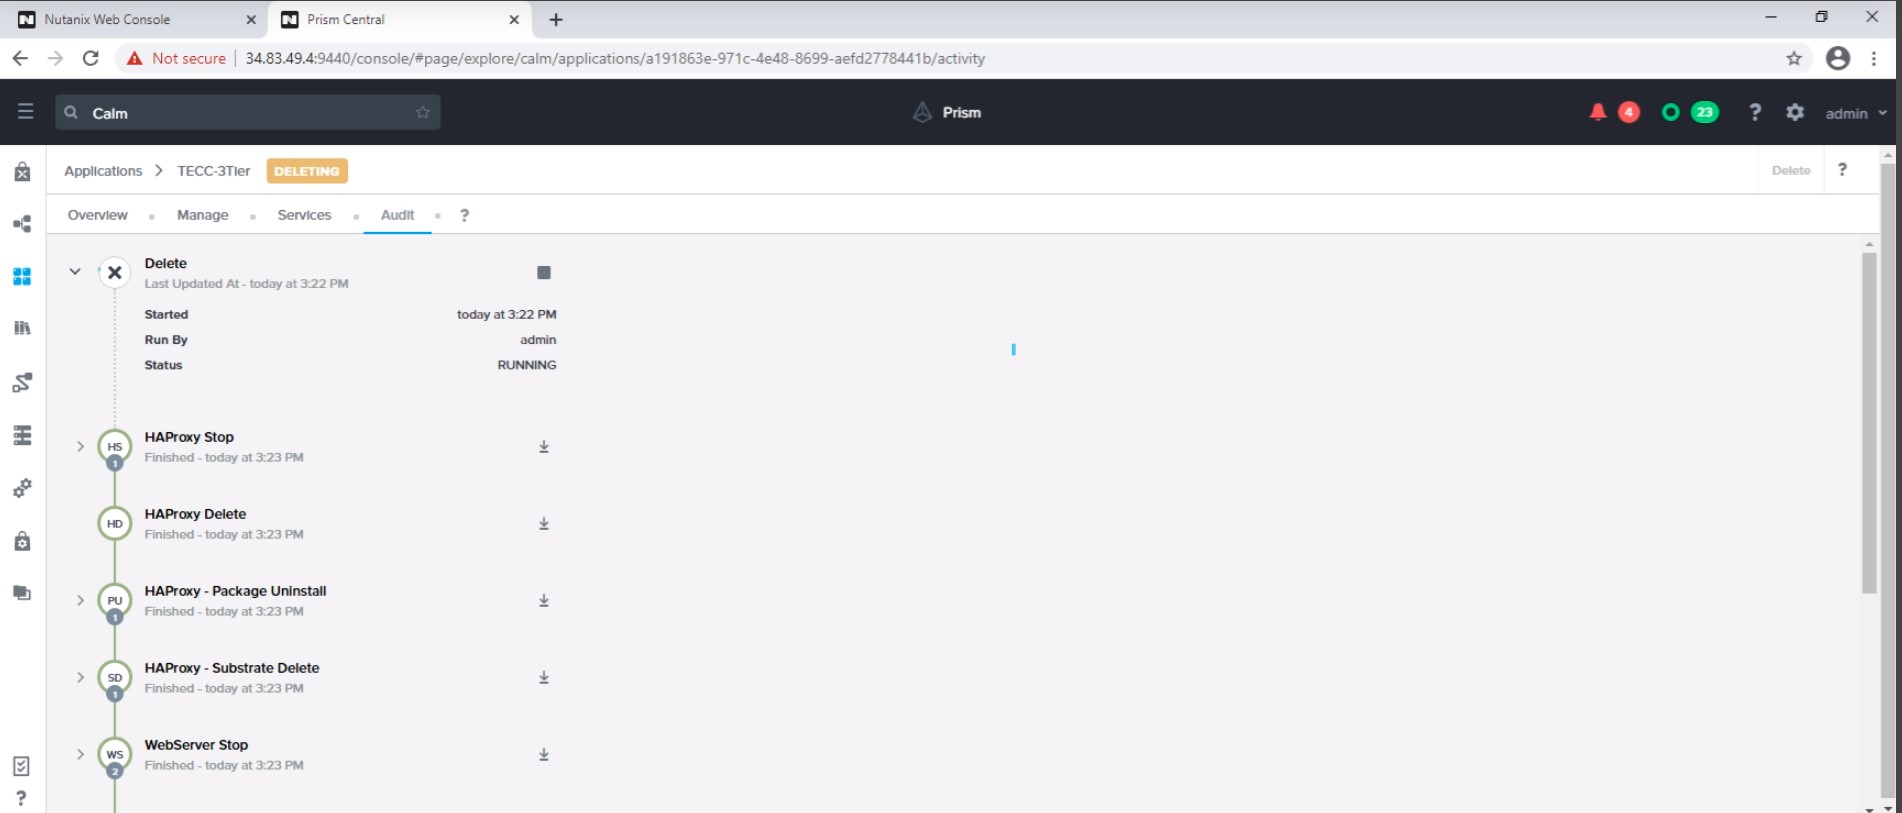 Nutanix Web Console
Prism Central
Not secure | 34.83.49.4:9440/console/#page/explore/calm/applications/a191863e-971c-4e48-8699-aefd2778441b/activity
Calm
Prism
4
23
?
admin
Applications > TECC-3Tier DELETING
Delete
?
Overview
Manage
Services
Audit
?
Delete
Last Updated At - today at 3:22 PM
Started today at 3:22 PM
Run By admin
Status RUNNING
HS
1
HAProxy Stop
Finished - today at 3:23 PM
HD
HAProxy Delete
Finished - today at 3:23 PM
PU
1
HAProxy - Package Uninstall
Finished - today at 3:23 PM
SD
1
HAProxy - Substrate Delete
Finished - today at 3:23 PM
WS
2
WebServer Stop
Finished - today at 3:23 PM
?